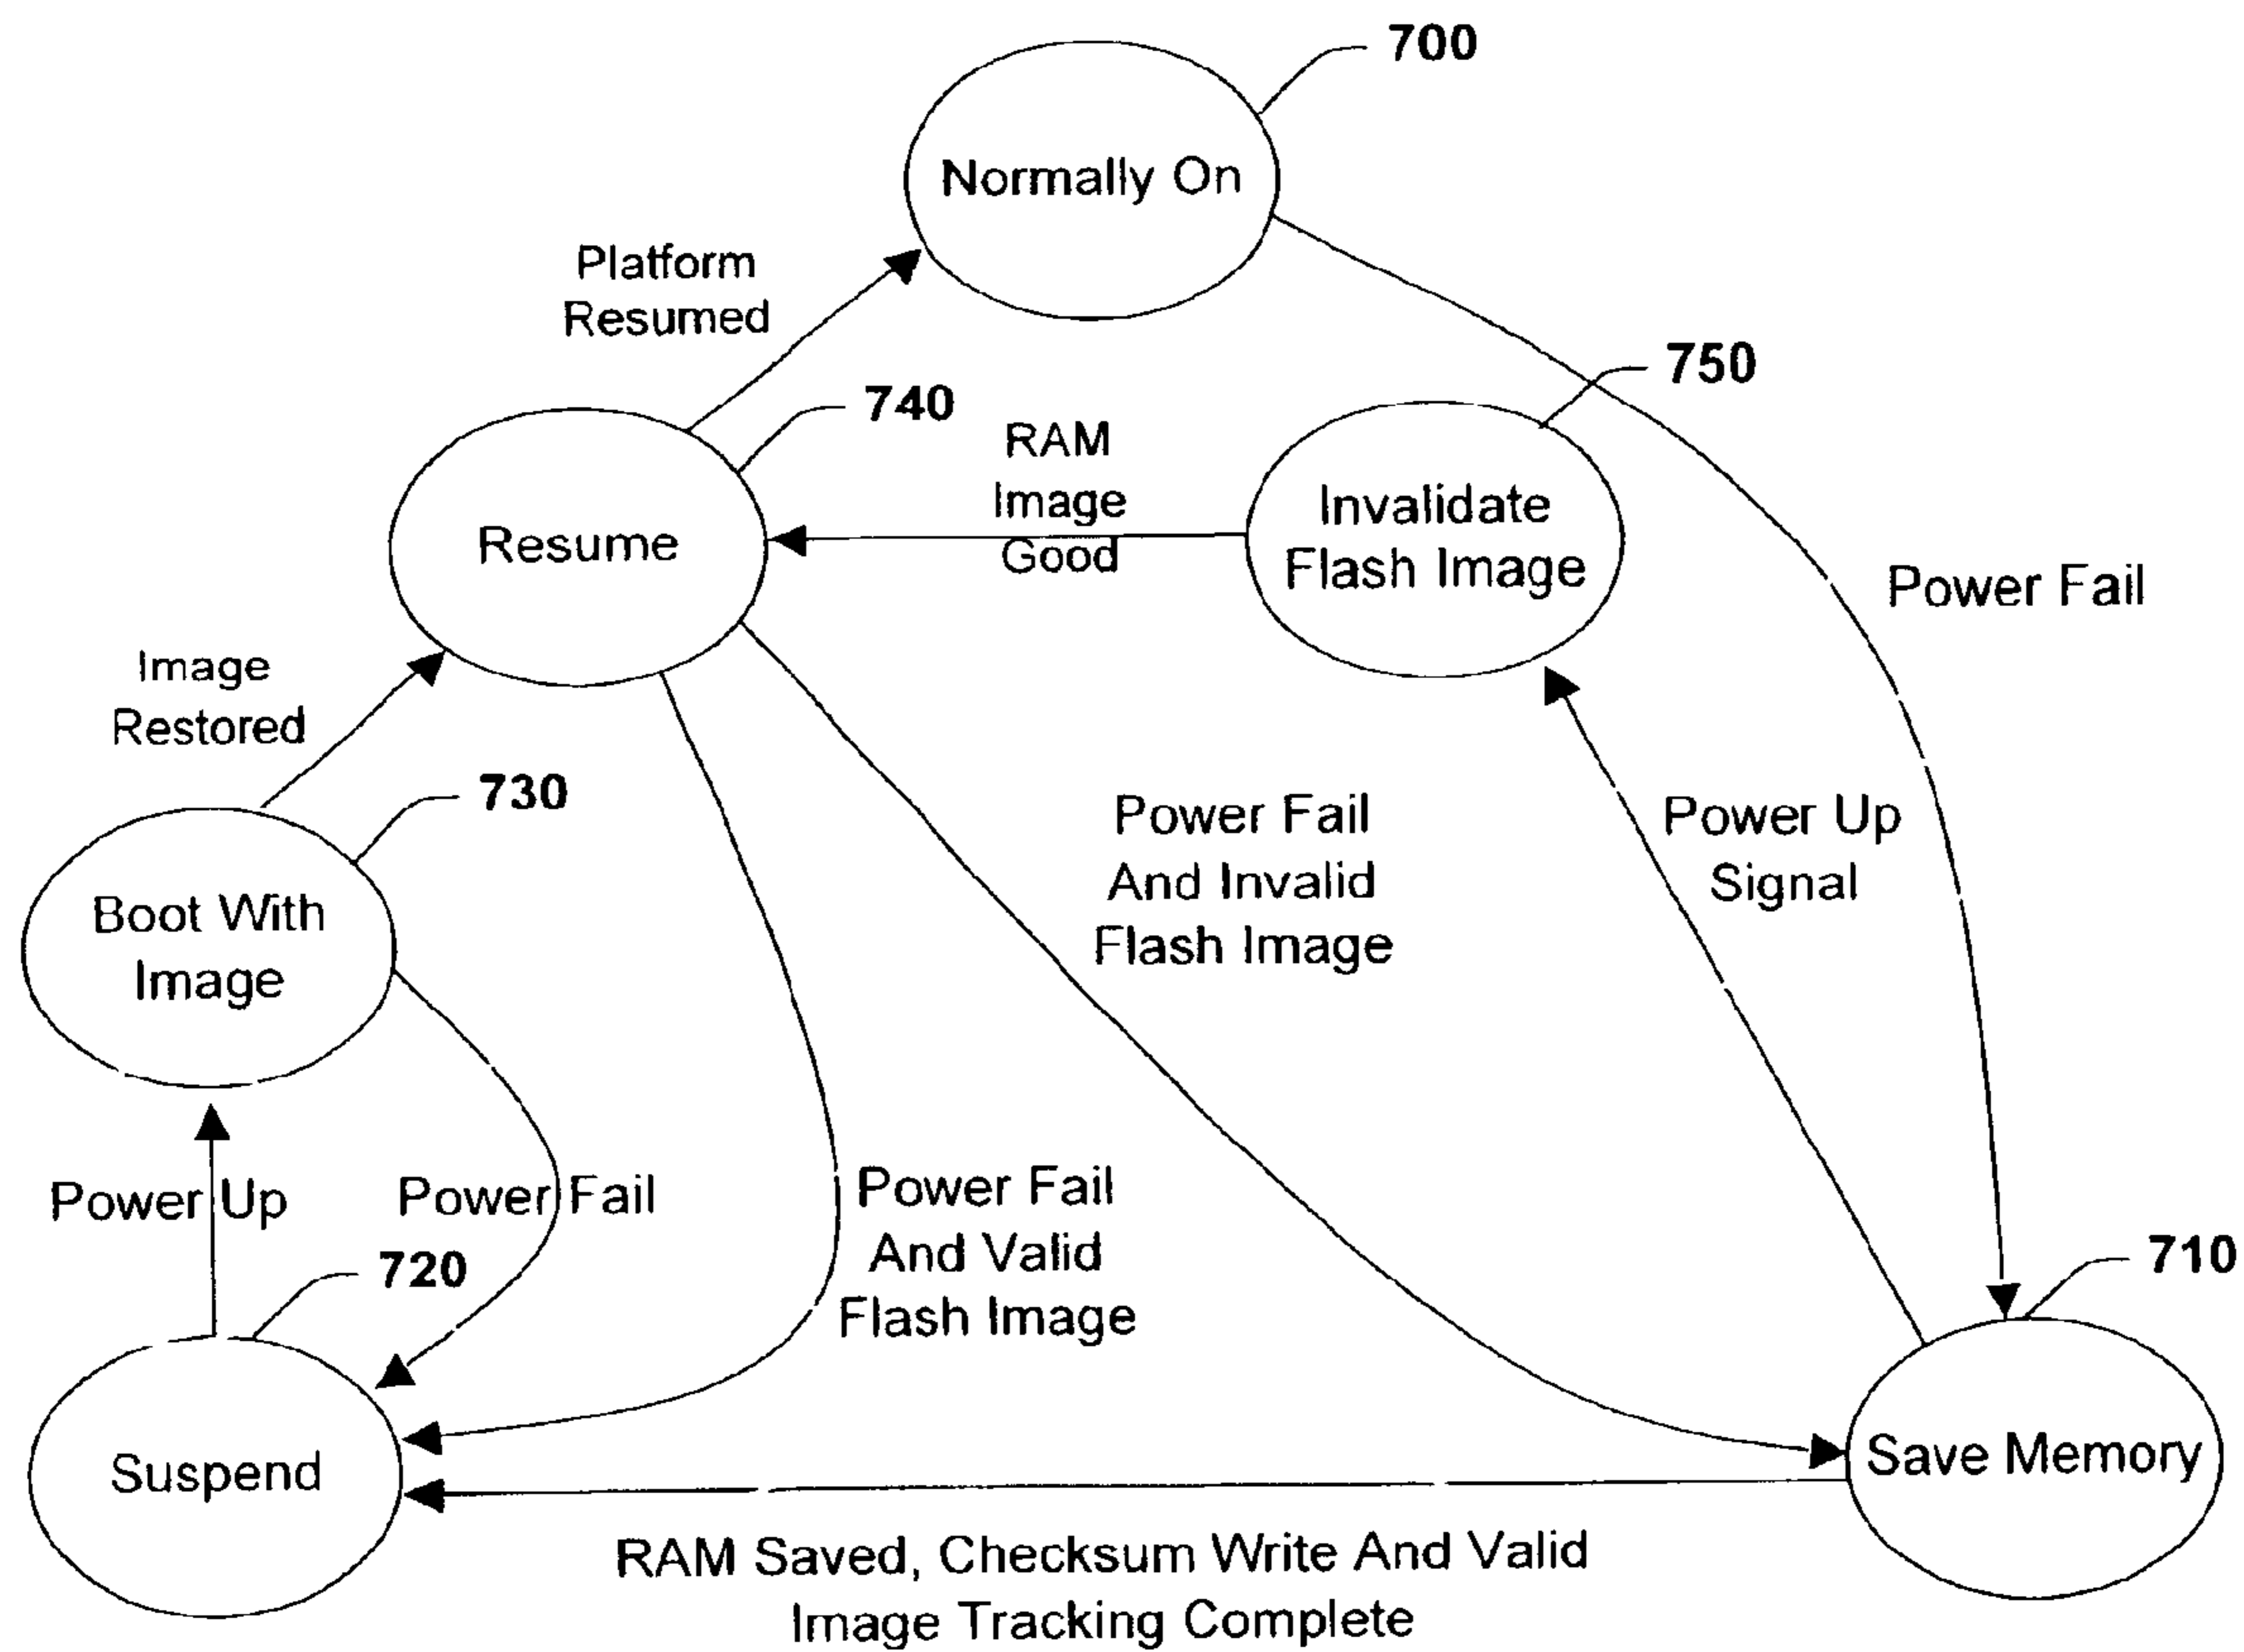 700
Normally On
Platform
Resumed
750
740
RAM
Image
Good
Invalidate
Flash Image
Resume
Power Fail
Image
Restored
730
Power Fail
And Invalid
Flash Image
Power Up
Signal
Boot With
Image
Power Up
Power Fail
Power Fail
And Valid
Flash Image
720
710
Suspend
Save Memory
RAM Saved, Checksum Write And Valid
Image Tracking Complete